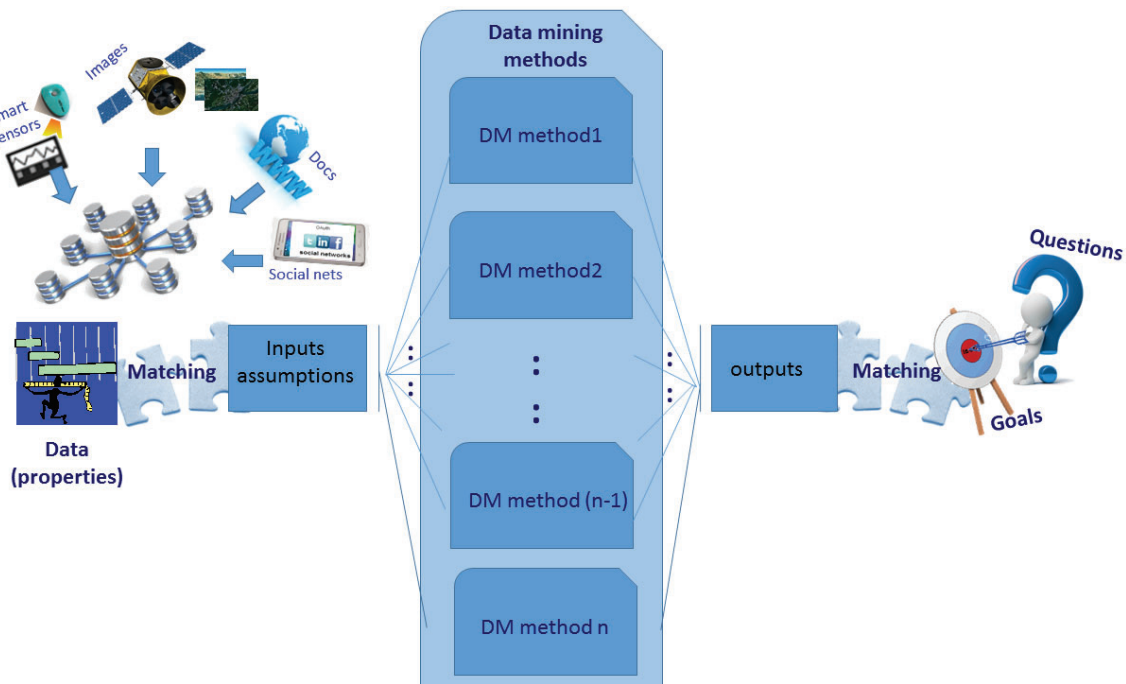 Data mining
methods
Images
ensors
WWW
Docs
social networks
Social nets
DM method1
DM method2
Questions
Matching
Inputs
assumptions
outputs
Matching
Goals
Data
(properties)
DM method (n-1)
DM method n